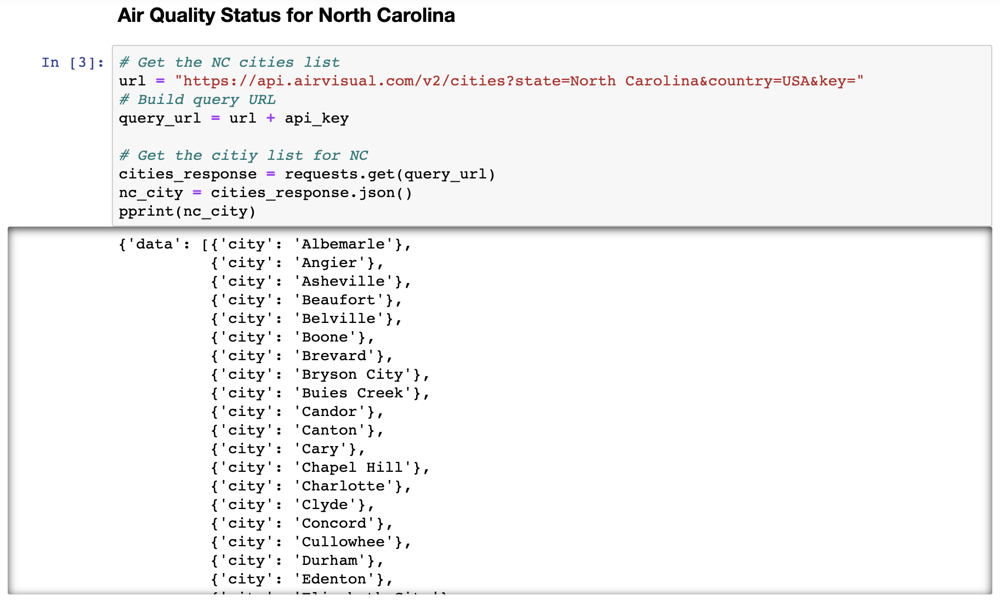 Air Quality Status for North Carolina
In [3]:
# Get the NC cities list
url = "https://api.airvisual.com/v2/cities?state=North Carolina&country=USA&key="
# Build query URL
query_url = url + api_key
# Get the citiy list for NC
cities_response = requests.get(query_url)
nc_city = cities_response.json()
pprint(nc_city)
{'data': [{'city': 'Albemarle'},
{'city': 'Angier'},
{'city': 'Asheville'},
{'city': 'Beaufort'},
{'city': 'Belville'},
{'city': 'Boone'},
{'city': 'Brevard'},
{'city': 'Bryson City'},
{'city': 'Buies Creek'},
{'city': 'Candor'},
{'city': 'Canton'},
{'city': 'Cary'},
{'city': 'Chapel Hill'},
{'city': 'Charlotte'},
{'city': 'Clyde'},
{'city': 'Concord'},
{'city': 'Cullowhee'},
{'city': 'Durham'},
{'city': 'Edenton'},